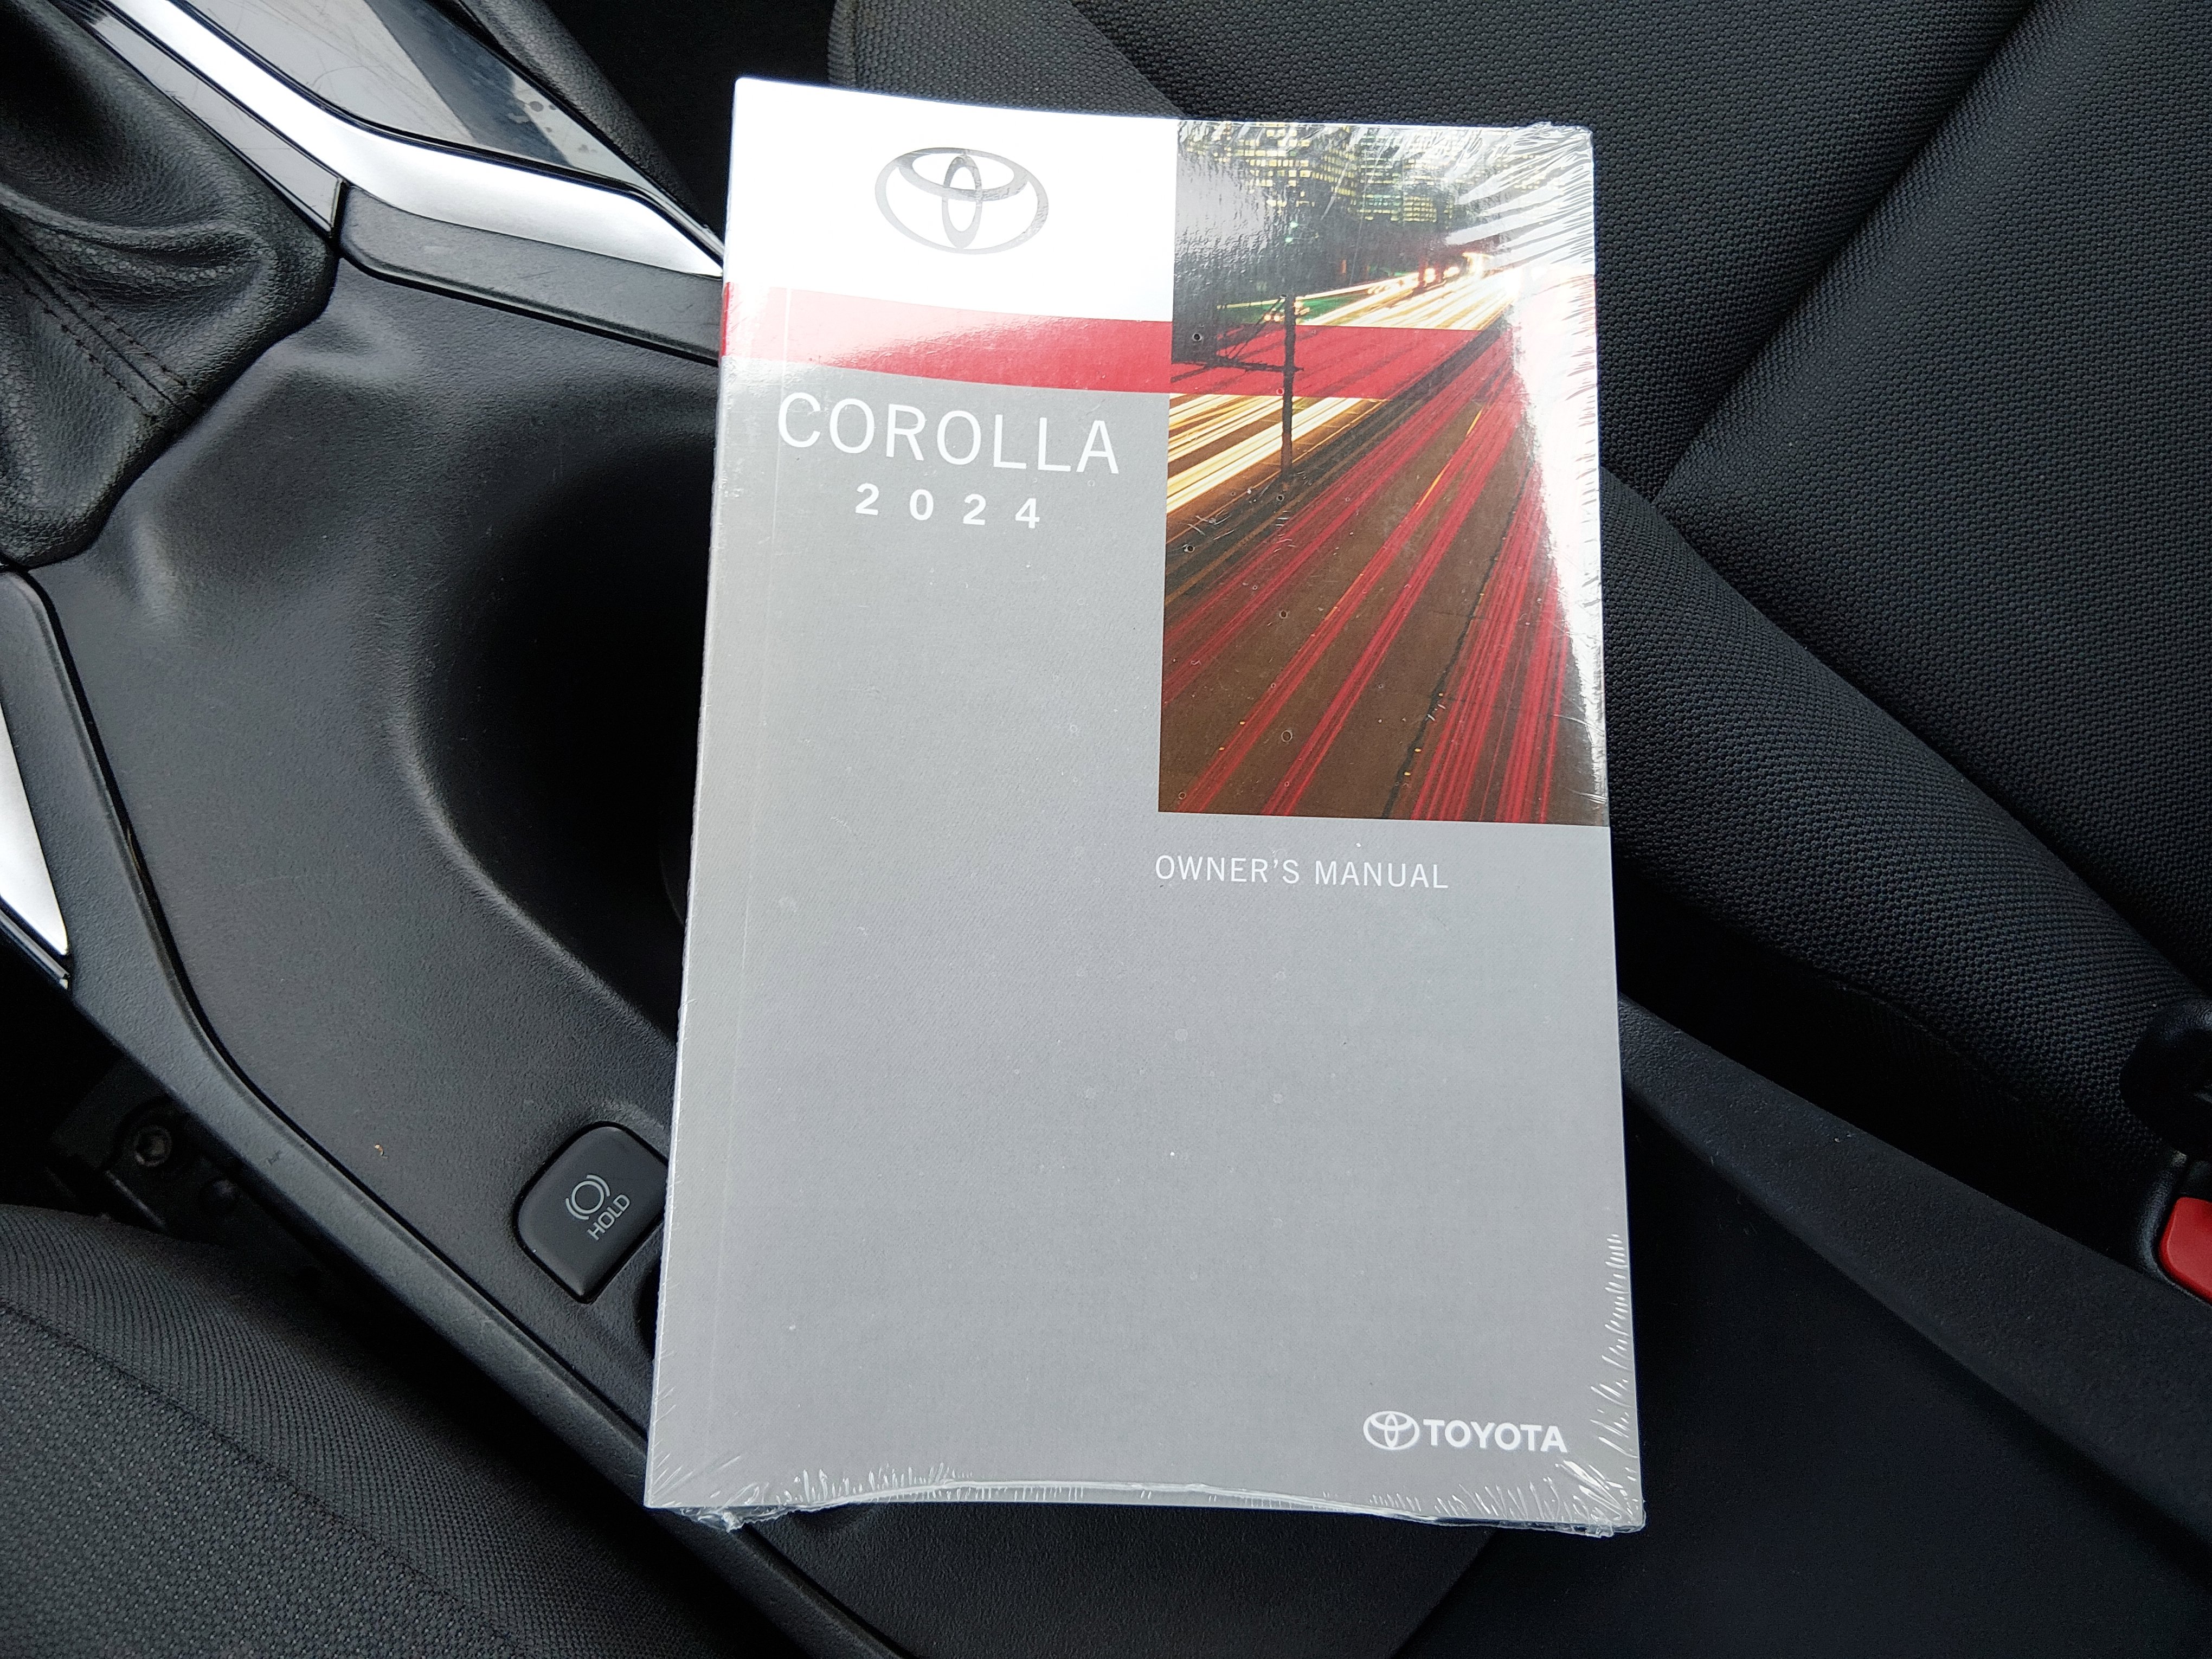 COROLLA
2024
OWNER'S MANUAL
HOLD
TOYOTA